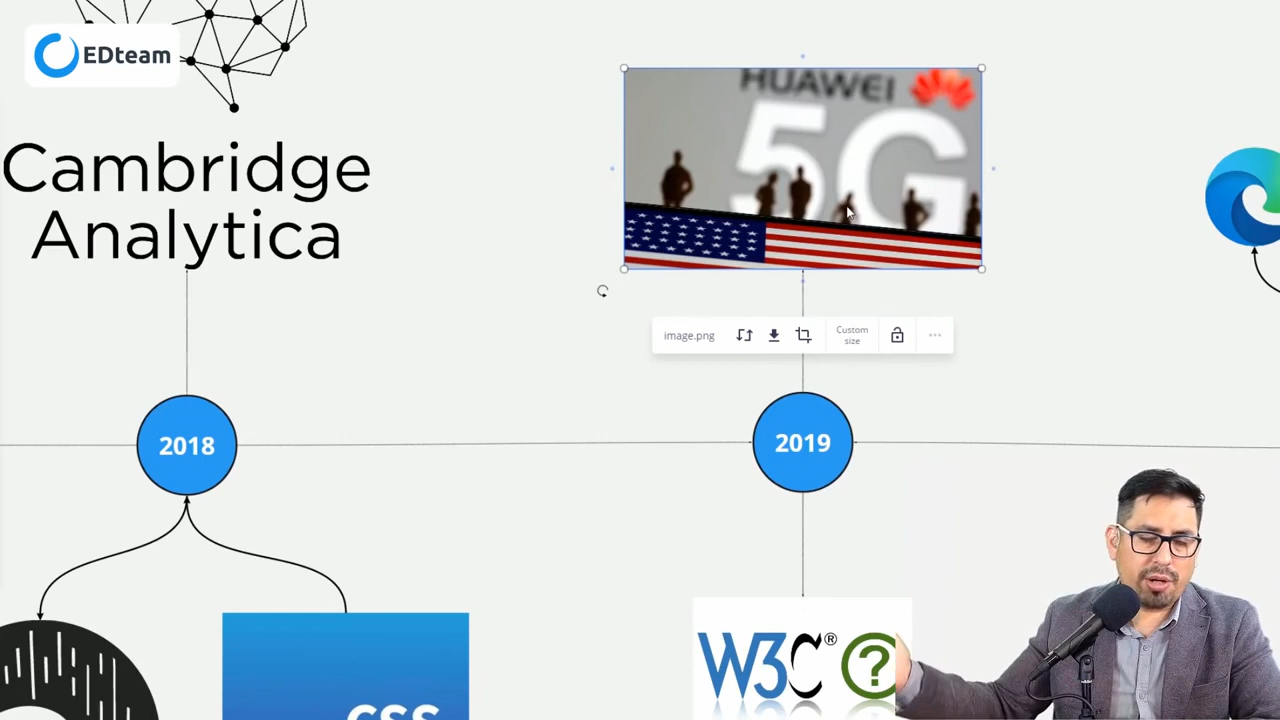 EDteam
Cambridge
Analytica
HUAWEI
5G
image.png
Custom
size
2018
2019
W3C®
?
css